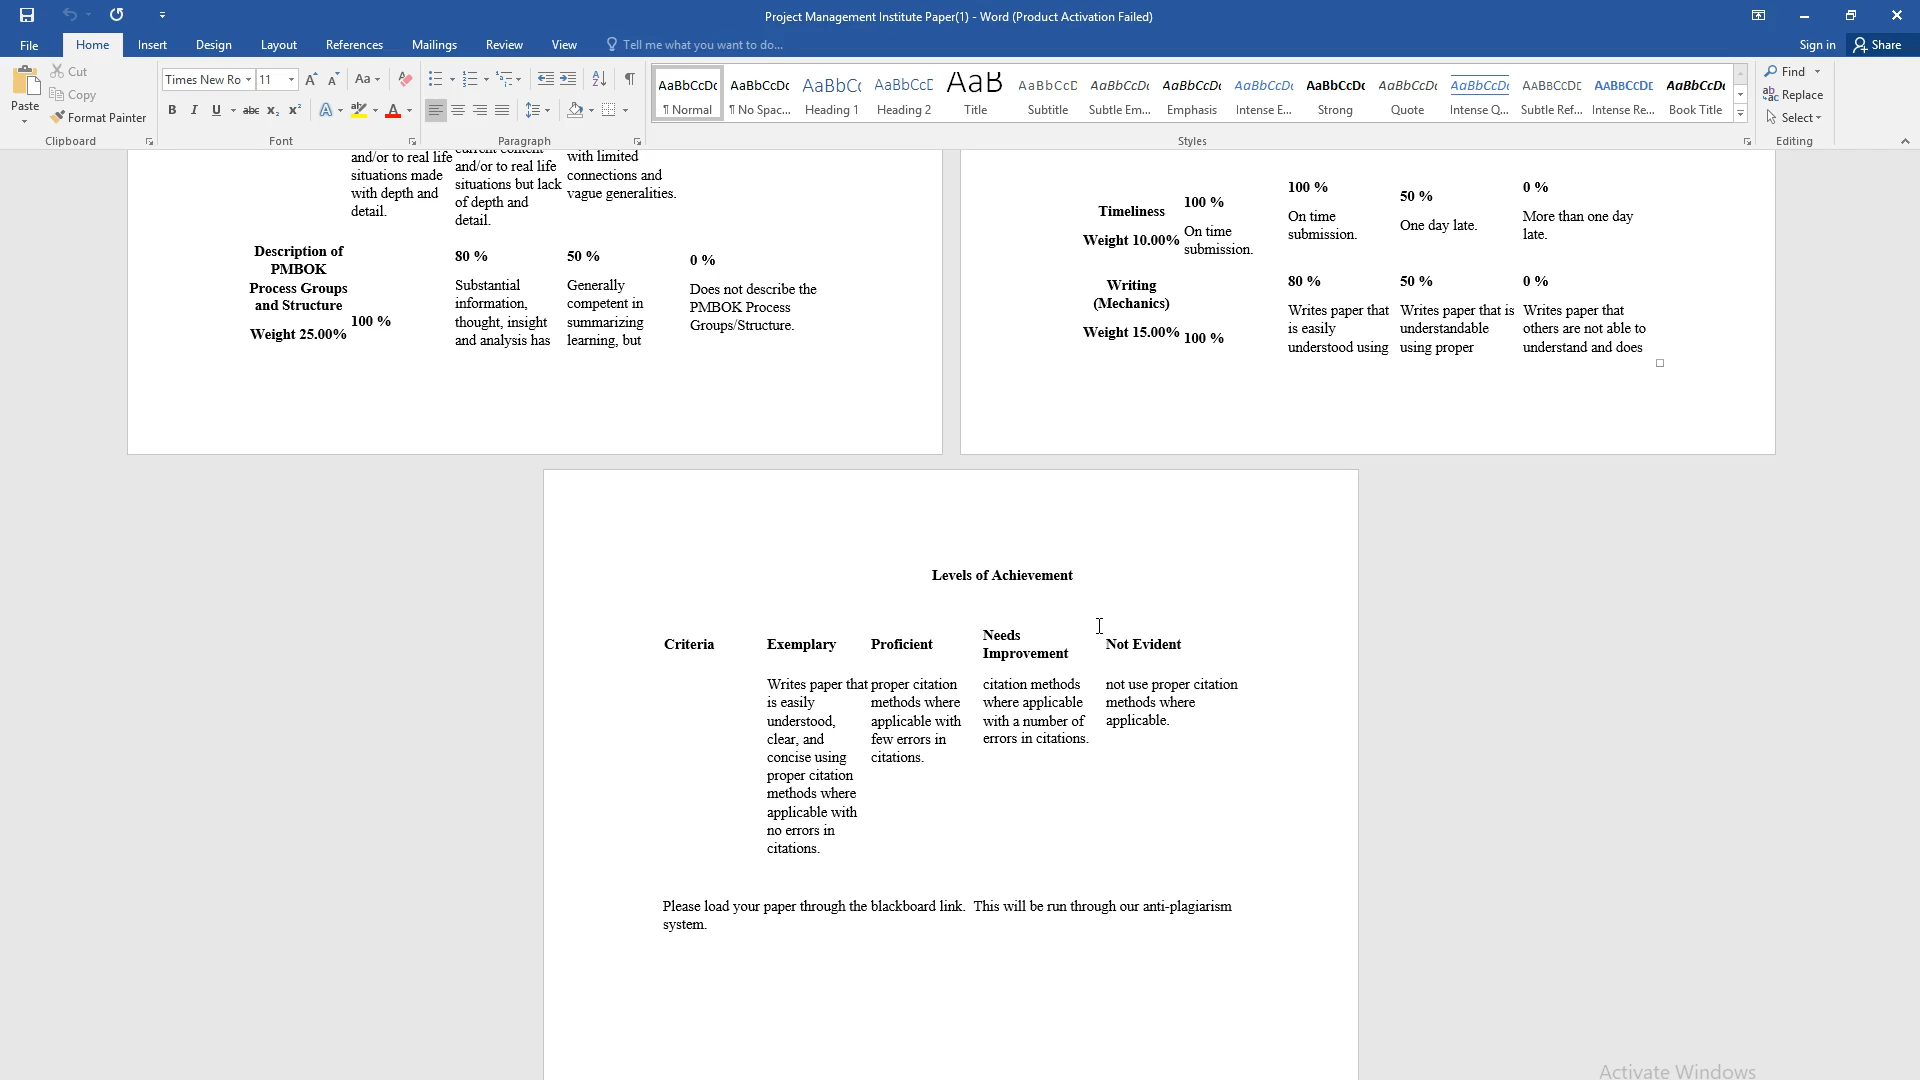 Project Management Institute Paper(1) - Word (Product Activation Failed)
File Home Insert Design Layout References Mailings Review View Tell me what you want to do... Sign in Share
Paste
Cut
Copy
Format Painter
Clipboard
Times New Ro 11
Font
Paragraph
AaBbCcDc AaBbCcDc AaBbCc AaBbCcD AaB AaBbCcD AaBbCcDc AaBbCcDc AaBbCcDc AaBbCcDc AaBbCcDc AaBbCcDc AaBbCcDc AaBbCcDc AaBbCcDc
¶ Normal ¶ No Spac... Heading 1 Heading 2 Title Subtitle Subtle Em... Emphasis Intense E... Strong Quote Intense Q... Subtle Ref... Intense Re... Book Title
Styles
Find
Replace
Select
Editing
and/or to real life
situations made
with depth and
detail.
current content
and/or to real life
situations but lack
of depth and
detail.
with limited
connections and
vague generalities.
Description of
PMBOK
Process Groups
and Structure
Weight 25.00%
100 %
80 %
Substantial
information,
thought, insight
and analysis has
50 %
Generally
competent in
summarizing
learning, but
0 %
Does not describe the
PMBOK Process
Groups/Structure.
Timeliness
Weight 10.00%
100 %
On time
submission.
100 %
On time
submission.
50 %
One day late.
0 %
More than one day
late.
Writing
(Mechanics)
Weight 15.00%
100 %
80 %
Writes paper that
is easily
understood using
50 %
Writes paper that is
understandable
using proper
0 %
Writes paper that
others are not able to
understand and does
Levels of Achievement
Criteria
Exemplary
Proficient
Needs
Improvement
Not Evident
Writes paper that
is easily
understood,
clear, and
concise using
proper citation
methods where
applicable with
no errors in
citations.
proper citation
methods where
applicable with
few errors in
citations.
citation methods
where applicable
with a number of
errors in citations.
not use proper citation
methods where
applicable.
Please load your paper through the blackboard link. This will be run through our anti-plagiarism
system.
Activate Windows